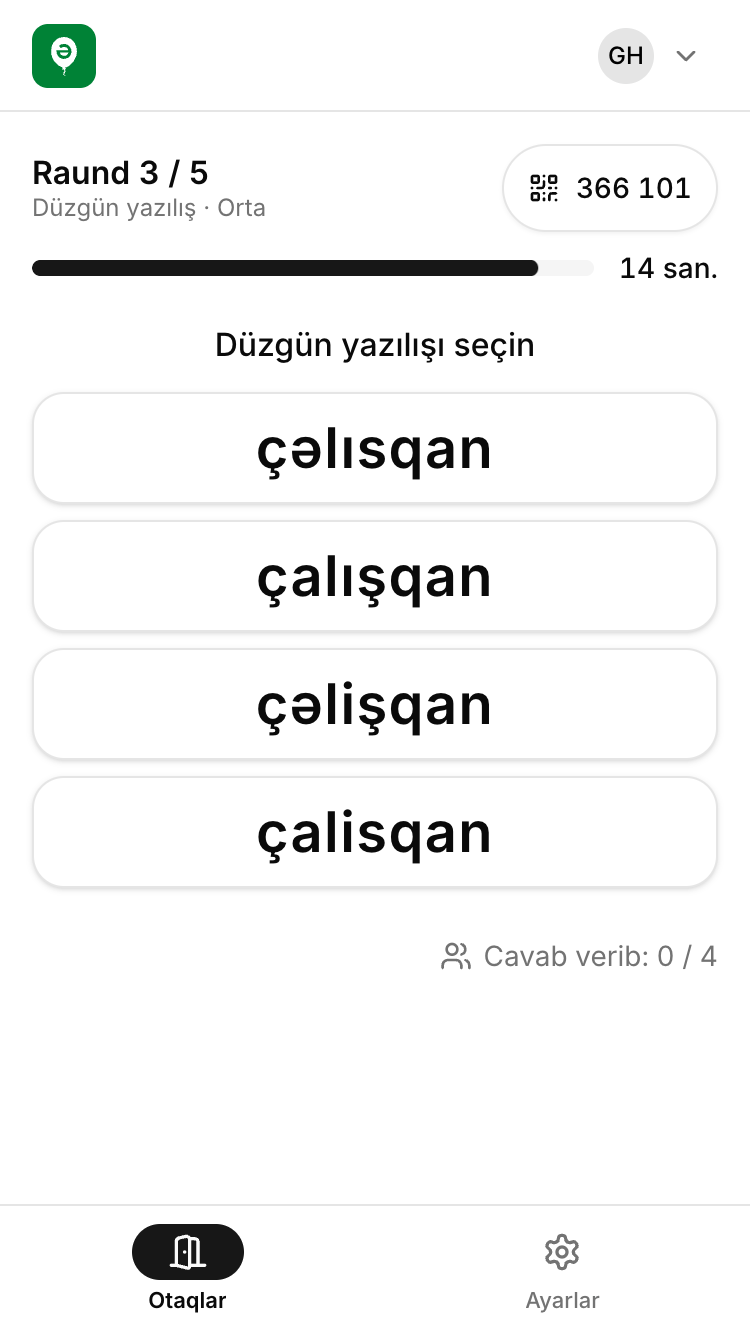 ə
GH
Raund 3 / 5
Düzgün yazılış · Orta
366 101
14 san.
Düzgün yazılışı seçin
çəlısqan
çalışqan
çəlişqan
çalisqan
Cavab verib: 0 / 4
Otaqlar
Ayarlar